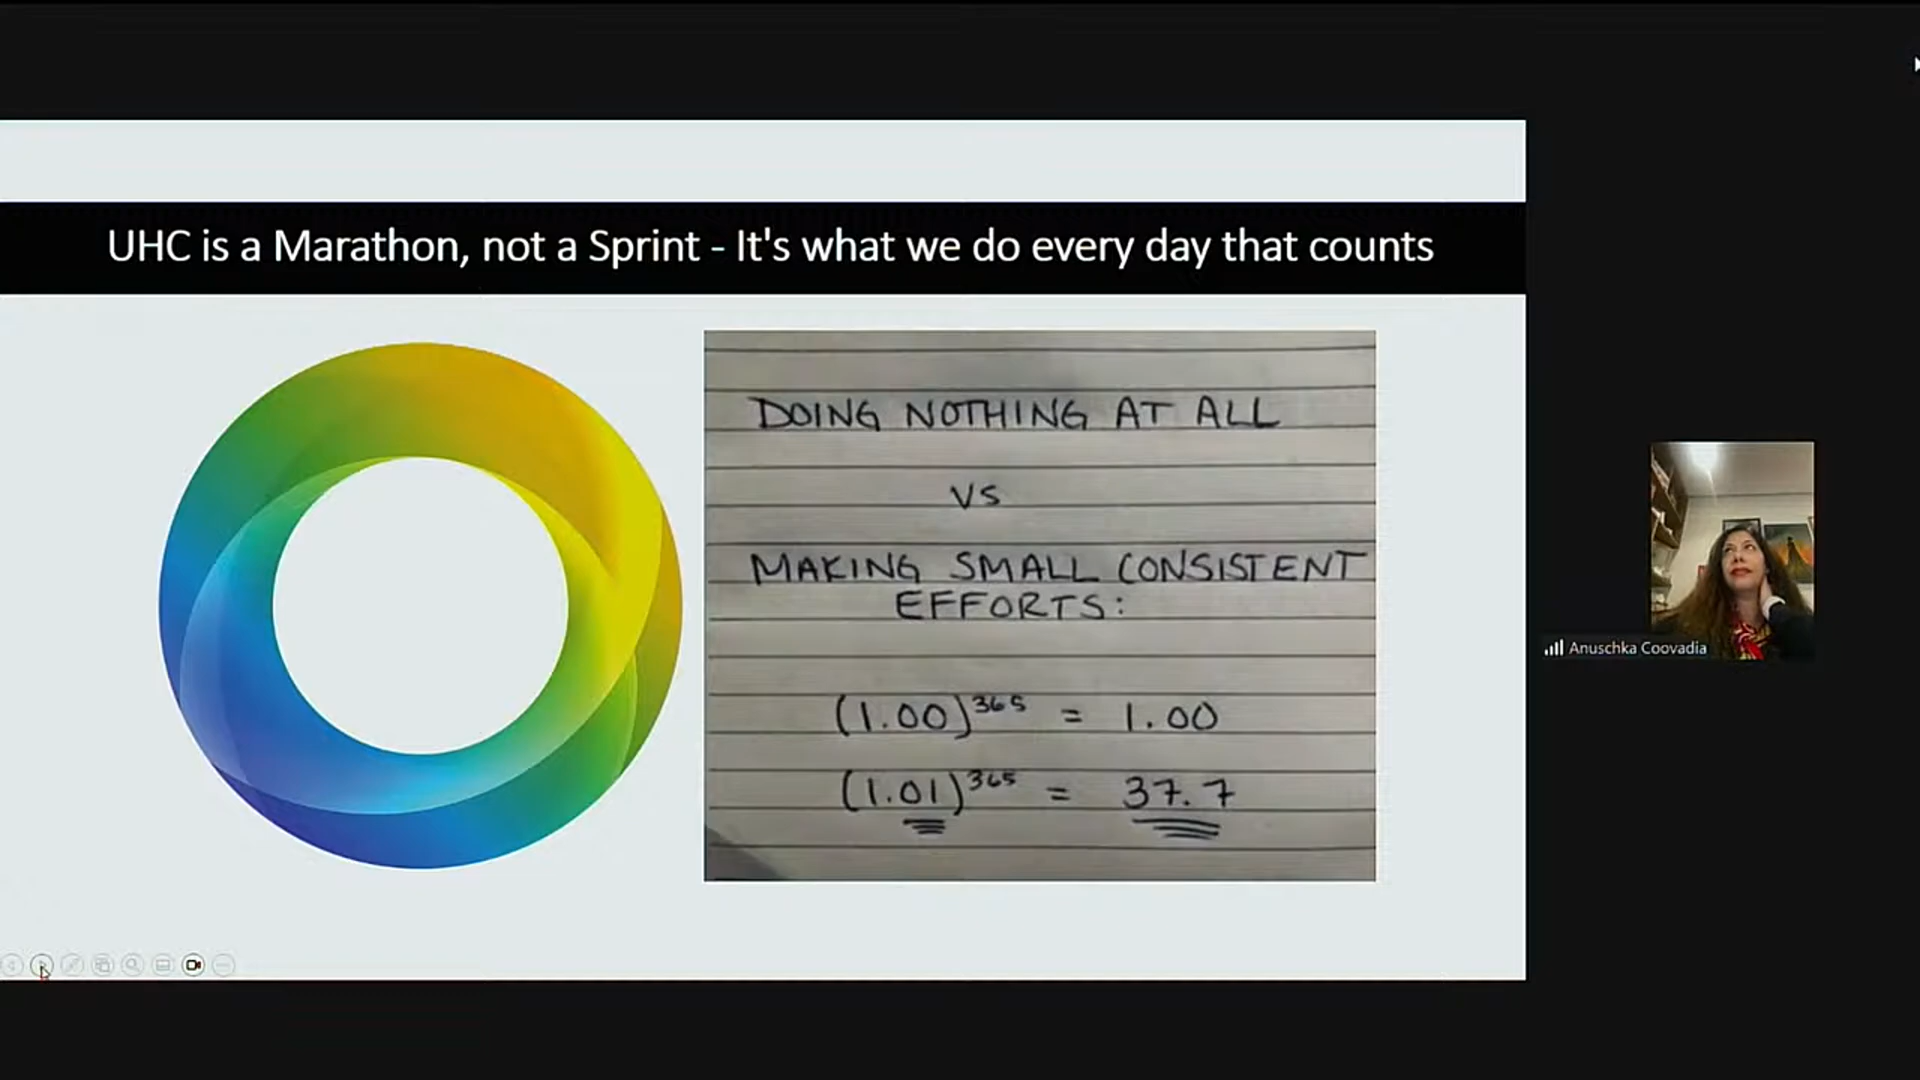 UHC is a Marathon, not a Sprint - It's what we do every day that counts
DOING NOTHING AT ALL
VS
MAKING SMALL CONSISTENT
EFFORTS:
(1.00)³⁶⁵ = 1.00
(1.01)³⁶⁵ = 37.7
Anuschka Coovadia